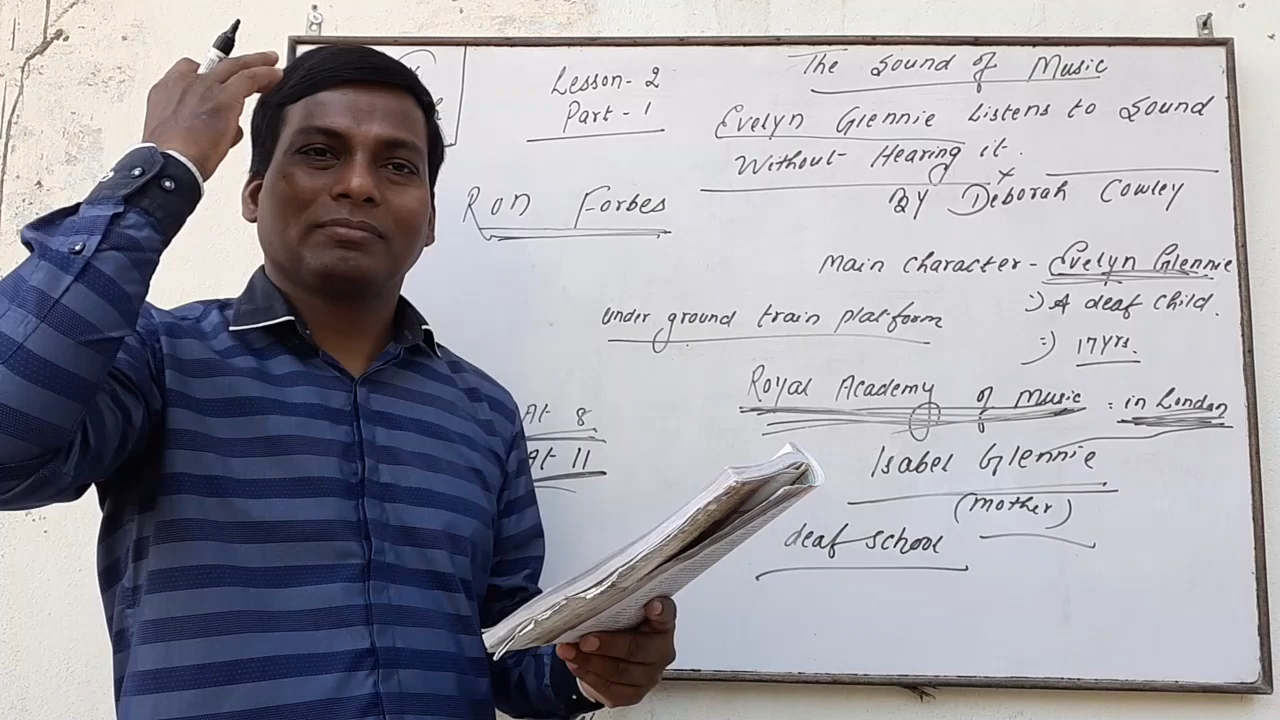 Lesson-2
Part-1
The Sound of Music
Evelyn Glennie Listens to Sound
Without Hearing it.
BY Deborah Cowley
Ron Forbes
Main Character - Evelyn Glennie
:) A deaf child.
:) 17yrs.
under ground train platform
Royal Academy of Music : in London
At 8
At 11
Isabel Glennie
(Mother)
deaf school